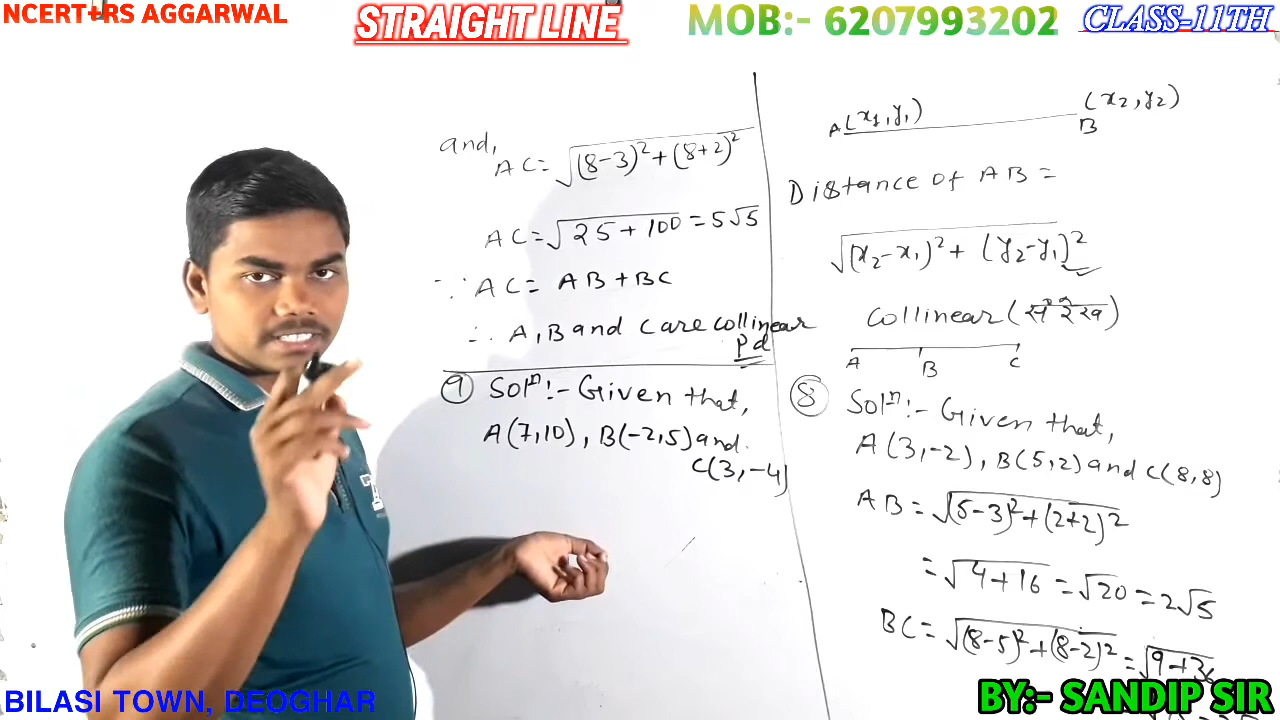 NCERT+RS AGGARWAL
STRAIGHT LINE
MOB:- 6207993202
CLASS-11TH
A(x₁,y₁)
(x₂,y₂)
B
Distance of AB =
√(x₂-x₁)²+(y₂-y₁)²
Collinear (संरेख)
A B C
⑧ Solⁿ:- Given that,
A(3,-2), B(5,2) and C(8,8)
AB = √(5-3)²+(2+2)²
= √4+16 = √20 = 2√5
BC = √(8-5)²+(8-2)² = √9+36
and,
AC = √(8-3)²+(8+2)²
AC = √25+100 = 5√5
∵ AC = AB+BC
∴ A, B and C are collinear
Pd
⑨ Solⁿ:- Given that,
A(7,10), B(-2,5) and
C(3,-4)
BILASI TOWN, DEOGHAR
BY:- SANDIP SIR